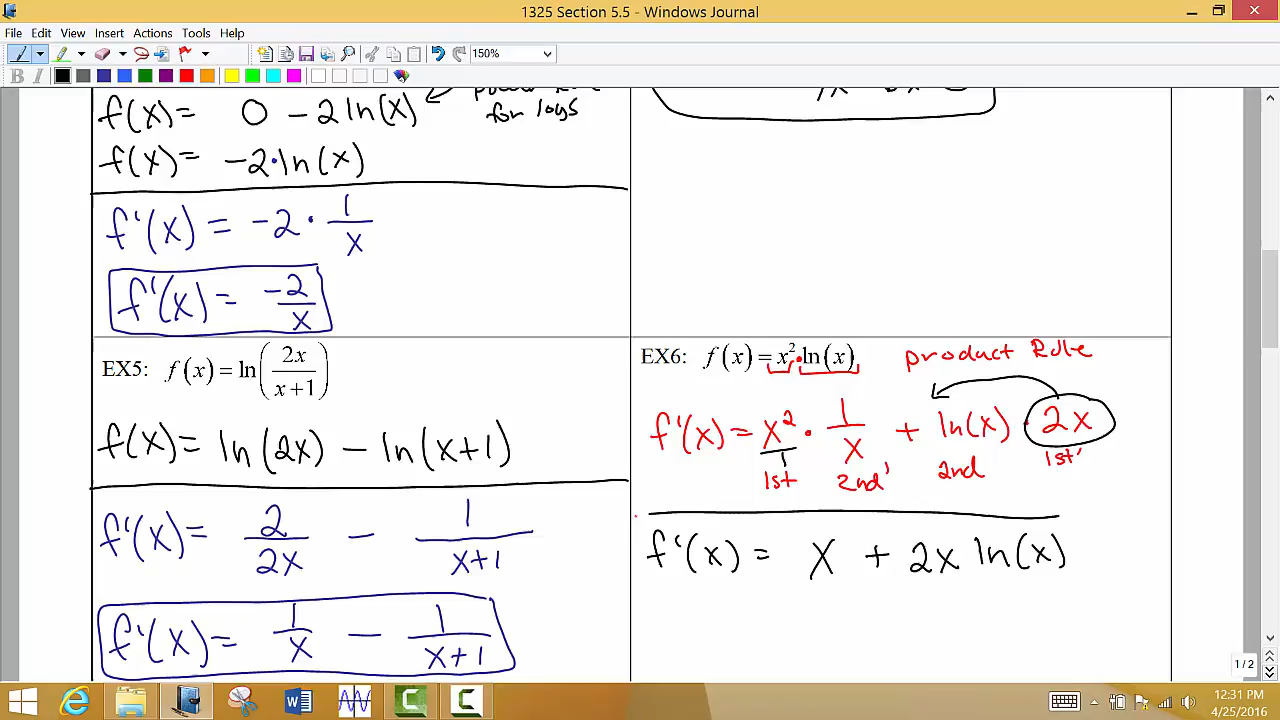 1325 Section 5.5 - Windows Journal
File Edit View Insert Actions Tools Help
150%
B I
f(x) = 0 - 2 ln(x)
for logs
f(x) = -2·ln(x)
f'(x) = -2 · 1/x
f'(x) = -2/x
EX5: f(x) = ln(2x/(x+1))
f(x) = ln(2x) - ln(x+1)
f'(x) = 2/2x - 1/(x+1)
f'(x) = 1/x - 1/(x+1)
EX6: f(x) = x²·ln(x)
product Rule
f'(x) = x² · 1/x + ln(x) · 2x
1st 2nd' 2nd 1st'
f'(x) = x + 2x ln(x)
1/2
12:31 PM
4/25/2016